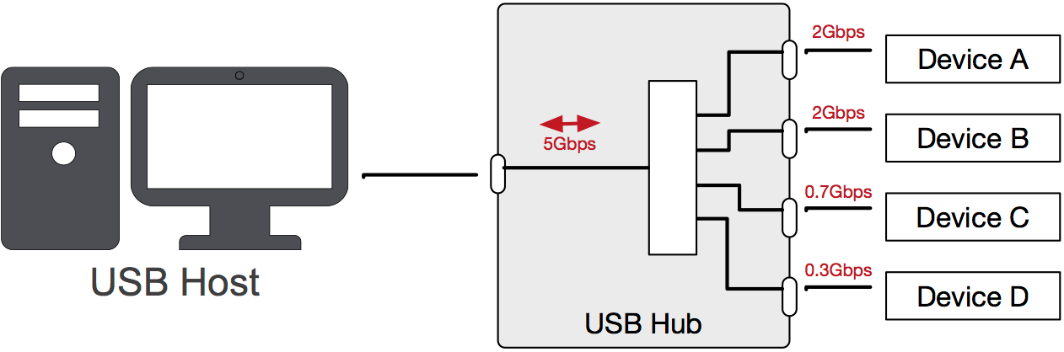 2Gbps
Device A
5Gbps
2Gbps
Device B
0.7Gbps
Device C
USB Host
0.3Gbps
Device D
USB Hub